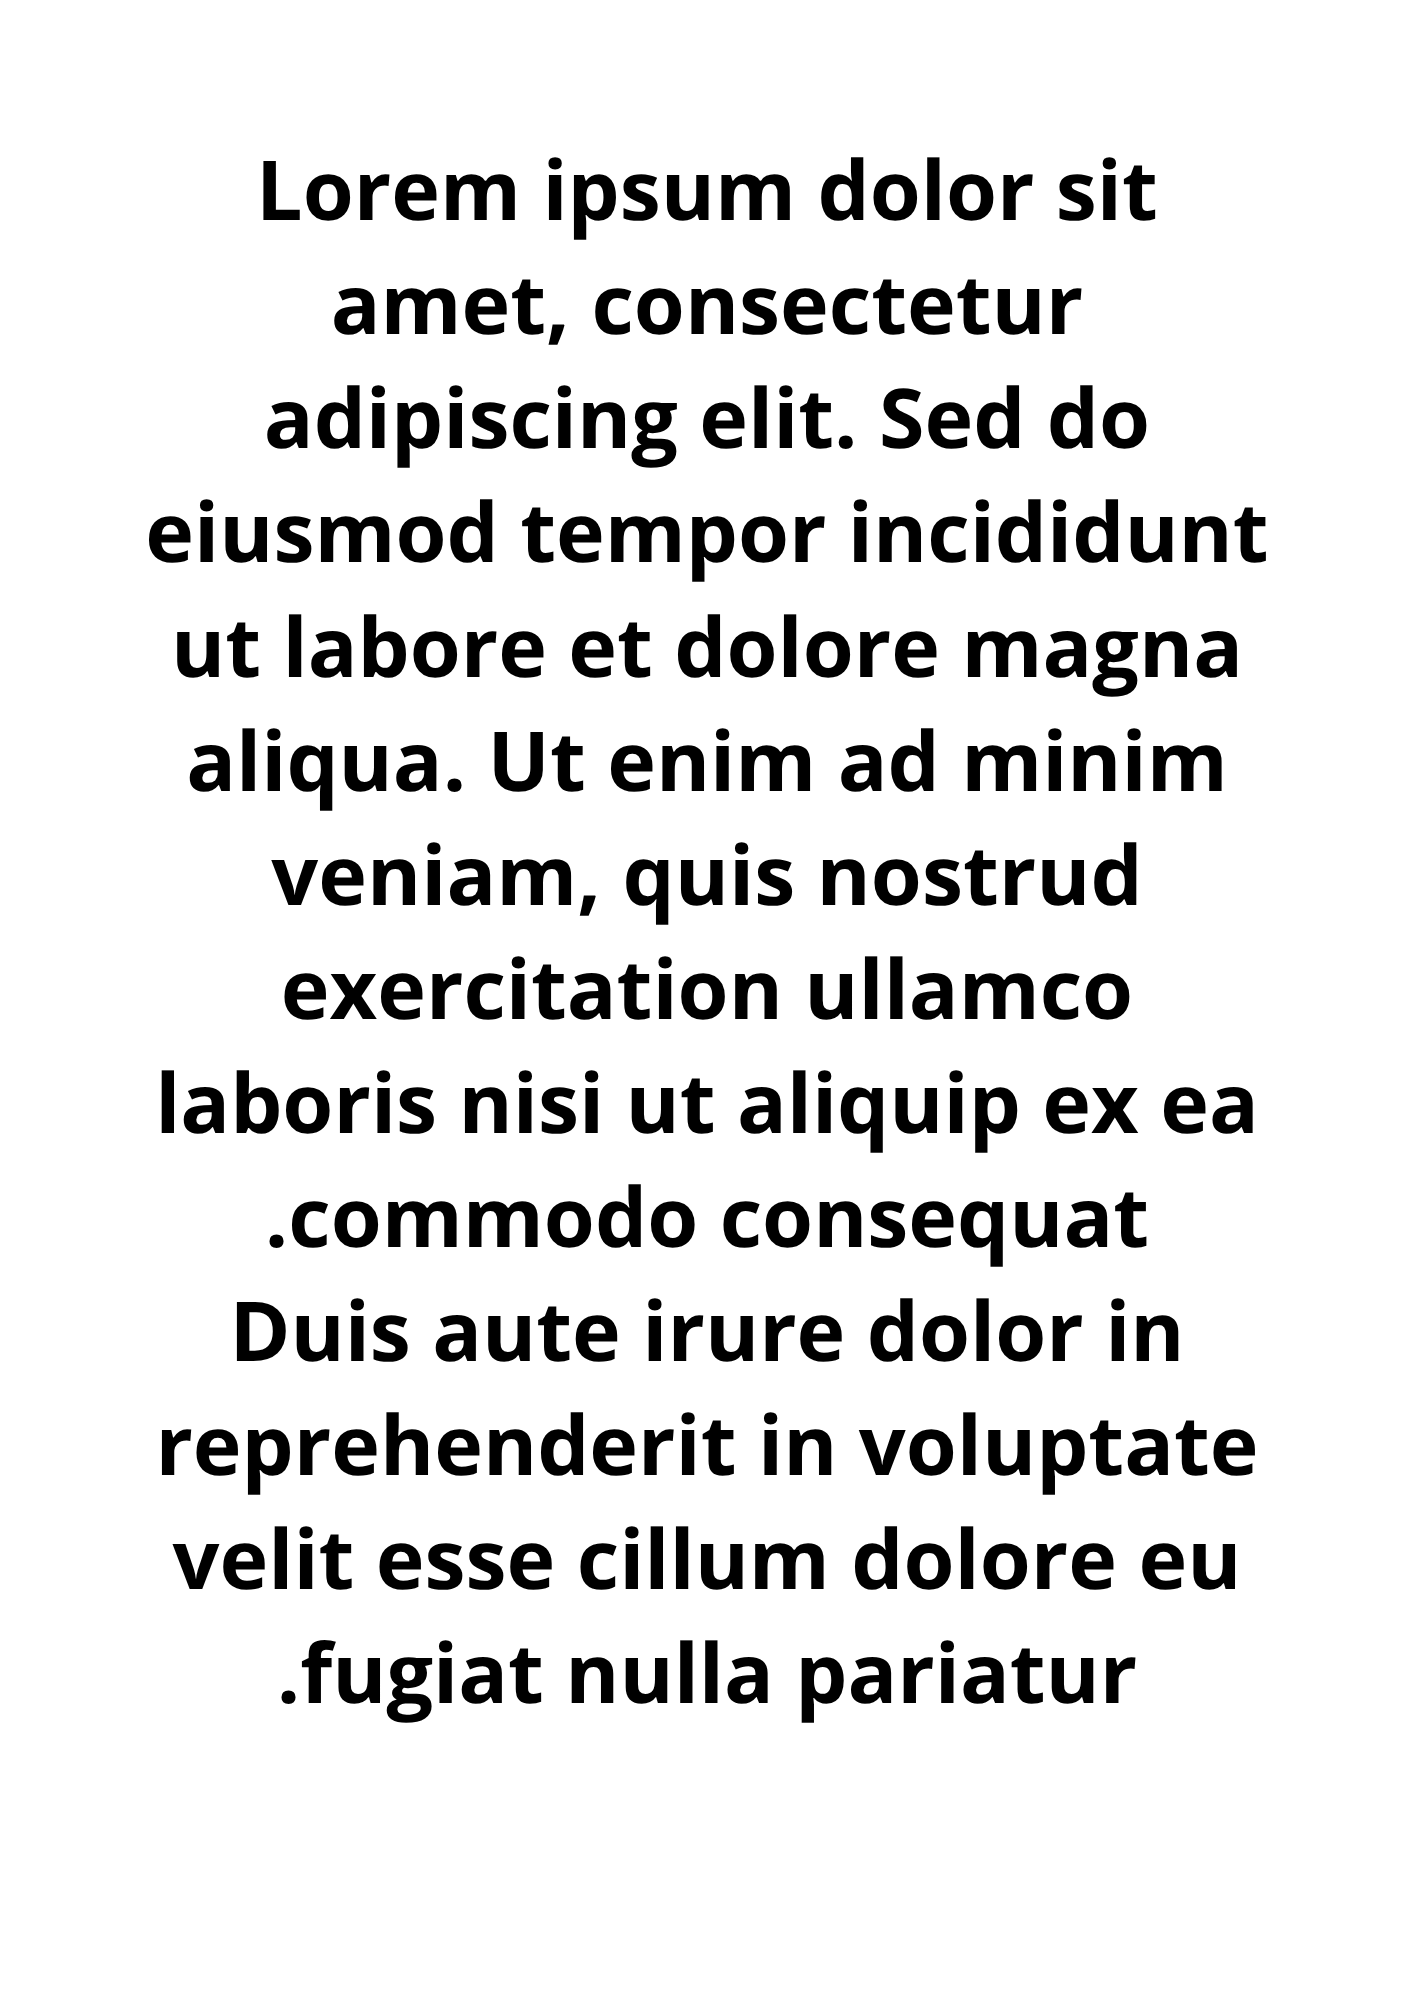 Lorem ipsum dolor sit
amet, consectetur
adipiscing elit. Sed do
eiusmod tempor incididunt
ut labore et dolore magna
aliqua. Ut enim ad minim
veniam, quis nostrud
exercitation ullamco
laboris nisi ut aliquip ex ea
.commodo consequat
Duis aute irure dolor in
reprehenderit in voluptate
velit esse cillum dolore eu
.fugiat nulla pariatur